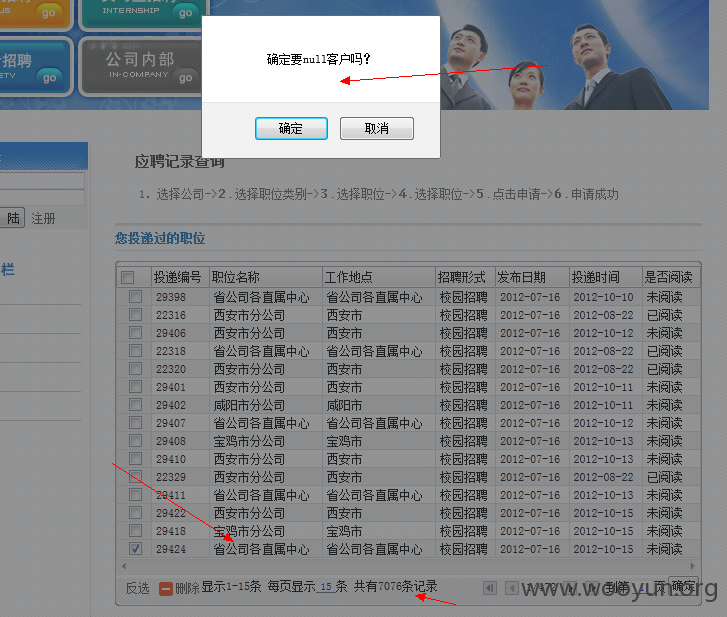 US
go
INTERNSHIP
go
招聘
TY
go
公司内部
IN-COMPANY
go
确定要null客户吗?
确定
取消
陆
注册
栏
应聘记录查询
1. 选择公司->2.选择职位类别->3.选择职位->4.选择职位->5.点击申请->6.申请成功
您投递过的职位
投递编号 职位名称 工作地点 招聘形式 发布日期 投递时间 是否阅读
29398 省公司各直属中心 省公司各直属中心 校园招聘 2012-07-16 2012-10-10 未阅读
22316 西安市分公司 西安市 校园招聘 2012-07-16 2012-08-22 已阅读
29406 西安市分公司 西安市 校园招聘 2012-07-16 2012-10-12 未阅读
22318 省公司各直属中心 省公司各直属中心 校园招聘 2012-07-16 2012-08-22 已阅读
22320 西安市分公司 西安市 校园招聘 2012-07-16 2012-08-22 已阅读
29401 西安市分公司 西安市 校园招聘 2012-07-16 2012-10-11 未阅读
29402 咸阳市分公司 咸阳市 校园招聘 2012-07-16 2012-10-11 未阅读
29407 省公司各直属中心 省公司各直属中心 校园招聘 2012-07-16 2012-10-12 未阅读
29408 宝鸡市分公司 宝鸡市 校园招聘 2012-07-16 2012-10-13 未阅读
29410 西安市分公司 西安市 校园招聘 2012-07-16 2012-10-13 未阅读
22329 西安市分公司 西安市 校园招聘 2012-07-16 2012-08-22 已阅读
29411 省公司各直属中心 省公司各直属中心 校园招聘 2012-07-16 2012-10-13 未阅读
29422 西安市分公司 西安市 校园招聘 2012-07-16 2012-10-15 未阅读
29418 宝鸡市分公司 宝鸡市 校园招聘 2012-07-16 2012-10-15 未阅读
29424 省公司各直属中心 省公司各直属中心 校园招聘 2012-07-16 2012-10-15 未阅读
反选 删除 显示1-15条 每页显示 15 条 共有7076条记录 到第 页 确定
www.wooyun.org